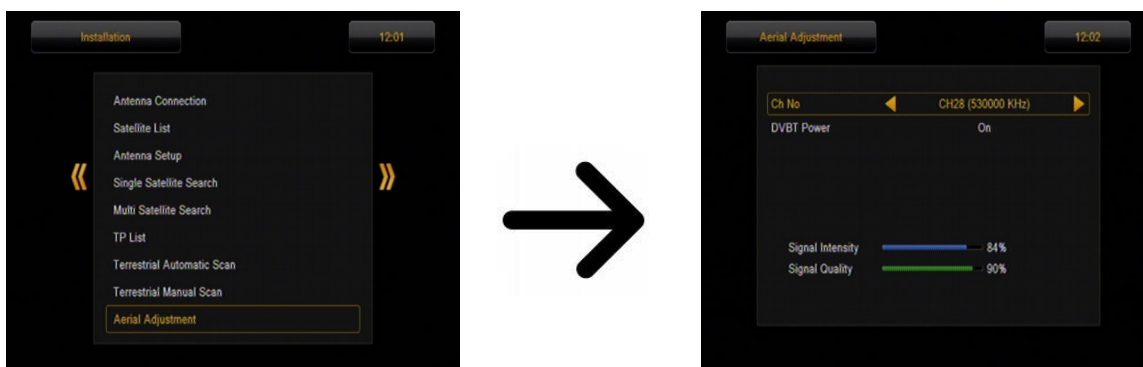 Installation
12:01
Antenna Connection
Satellite List
Antenna Setup
Single Satellite Search
Multi Satellite Search
TP List
Terrestrial Automatic Scan
Terrestrial Manual Scan
Aerial Adjustment
Aerial Adjustment
12:02
Ch No CH28 (530000 KHz)
DVBT Power On
Signal Intensity 84%
Signal Quality 90%